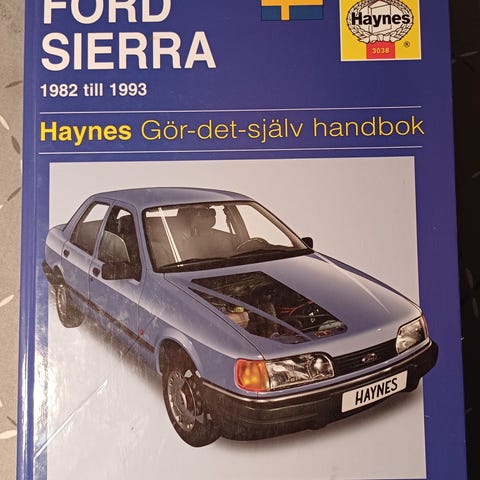 FORD
SIERRA
1982 till 1993
Haynes
3038
®
Haynes Gör-det-själv handbok
HAYNES